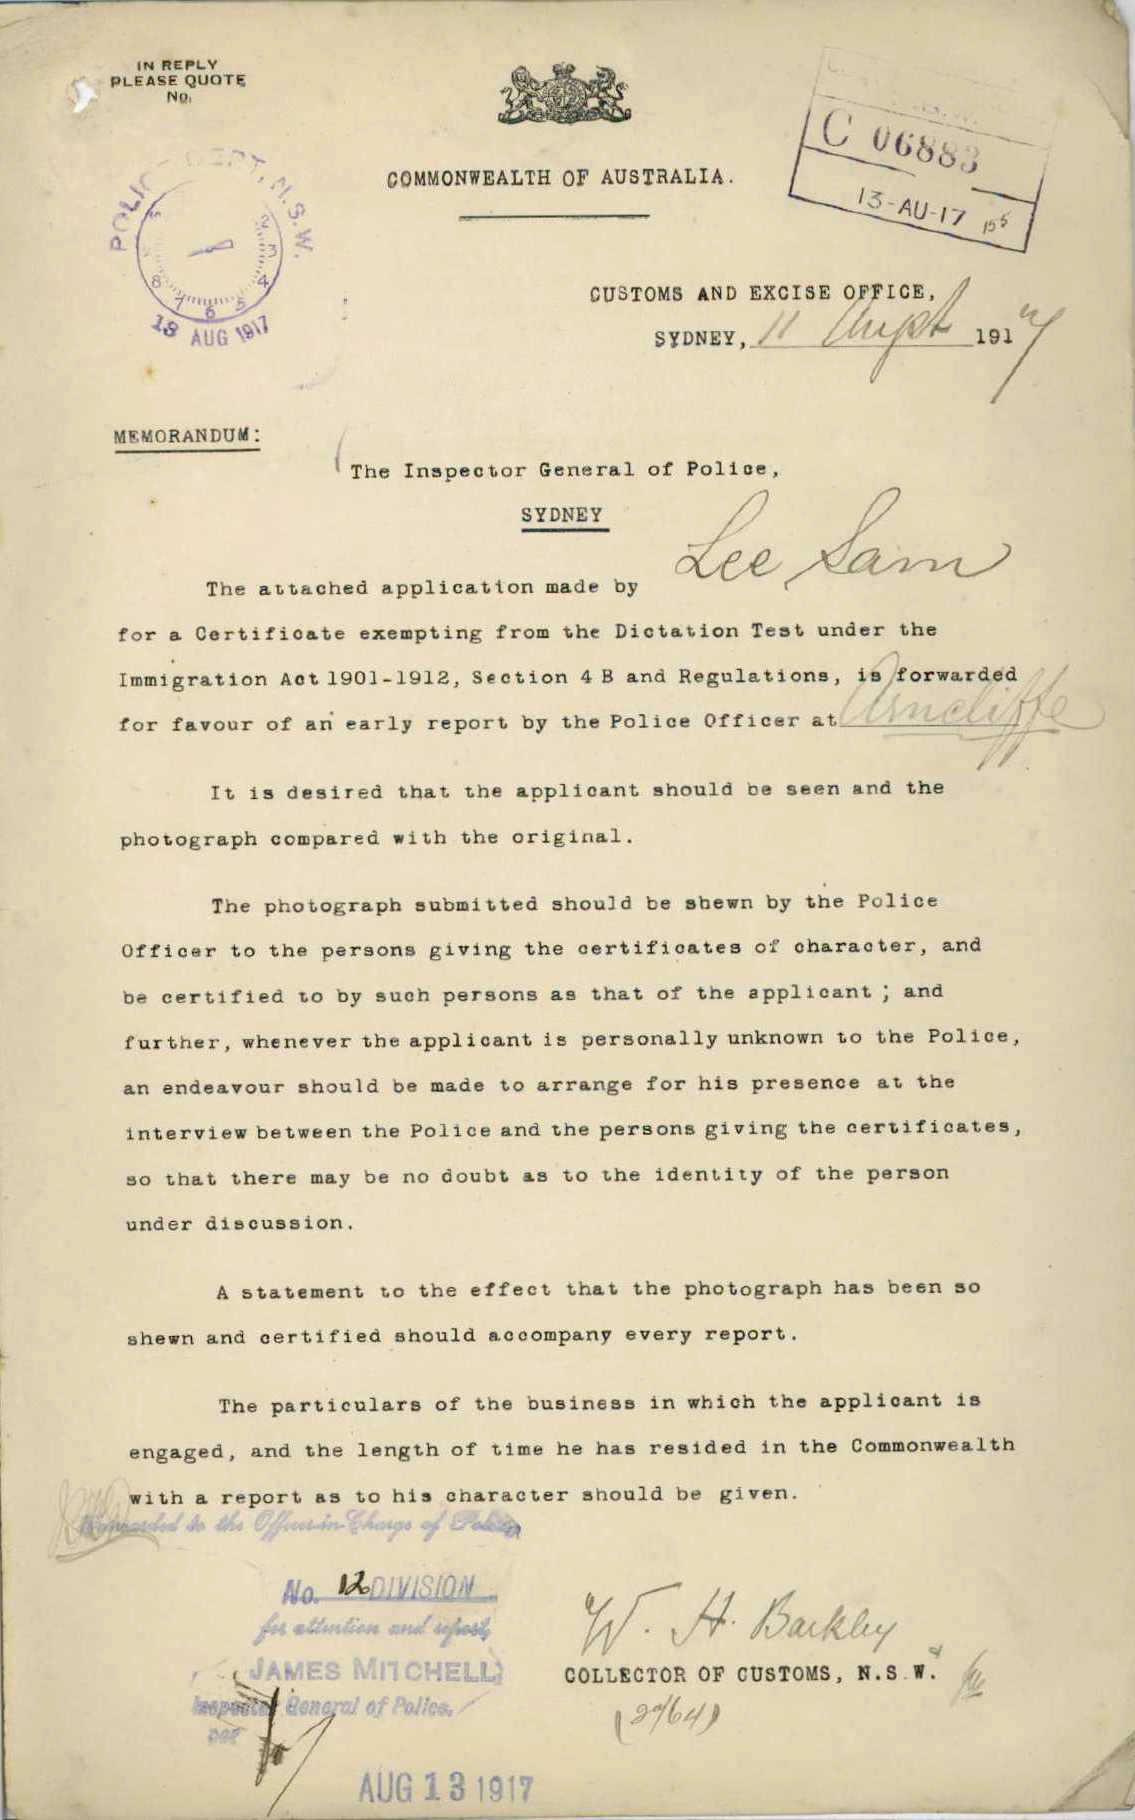 IN REPLY
PLEASE QUOTE
No.
COMMONWEALTH OF AUSTRALIA.
C 06883
13-AU-17
POLICE DEPT, N.S.W.
2
3
4
5
6
7
8
13 AUG 1917
CUSTOMS AND EXCISE OFFICE,
SYDNEY, 11 August 1917
MEMORANDUM:
The Inspector General of Police,
SYDNEY
The attached application made by Lee Sam
for a Certificate exempting from the Dictation Test under the
Immigration Act 1901-1912, Section 4 B and Regulations, is forwarded
for favour of an early report by the Police Officer at Arncliffe
It is desired that the applicant should be seen and the
photograph compared with the original.
The photograph submitted should be shewn by the Police
Officer to the persons giving the certificates of character, and
be certified to by such persons as that of the applicant; and
further, whenever the applicant is personally unknown to the Police,
an endeavour should be made to arrange for his presence at the
interview between the Police and the persons giving the certificates,
so that there may be no doubt as to the identity of the person
under discussion.
A statement to the effect that the photograph has been so
shewn and certified should accompany every report.
The particulars of the business in which the applicant is
engaged, and the length of time he has resided in the Commonwealth
with a report as to his character should be given.
Forwarded to the Officer-in-Charge of Police
No. 12 DIVISION
for attention and report,
JAMES MITCHELL,
Inspector General of Police.
per
W. H. Barkley
COLLECTOR OF CUSTOMS, N.S.W.
AUG 13 1917